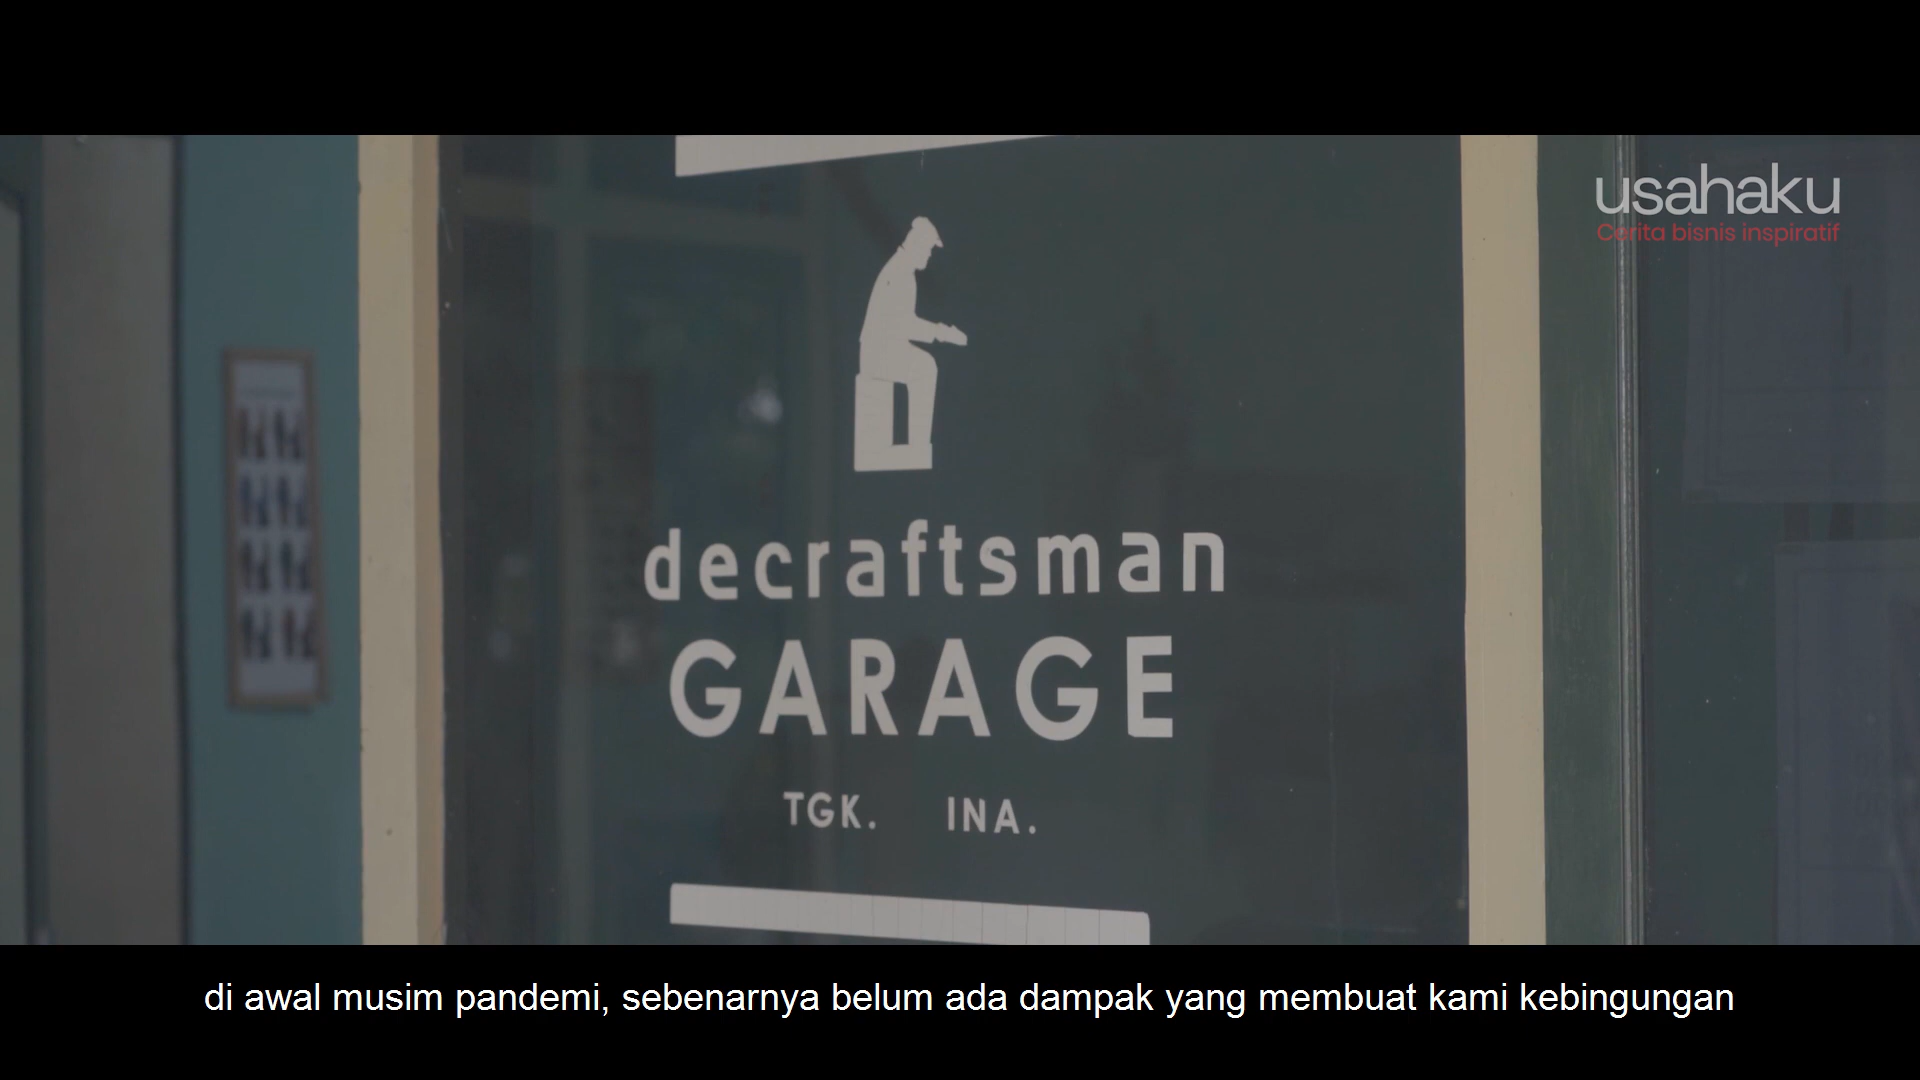 usahaku
Cerita bisnis inspiratif
decraftsman
GARAGE
TGK. INA.
di awal musim pandemi, sebenarnya belum ada dampak yang membuat kami kebingungan